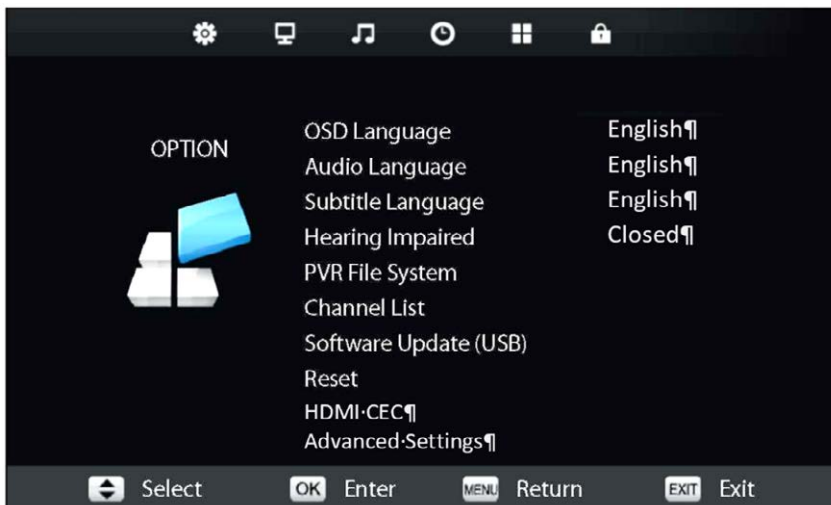 OPTION
OSD Language English¶
Audio Language English¶
Subtitle Language English¶
Hearing Impaired Closed¶
PVR File System
Channel List
Software Update (USB)
Reset
HDMI·CEC¶
Advanced·Settings¶
Select OK Enter MENU Return EXIT Exit